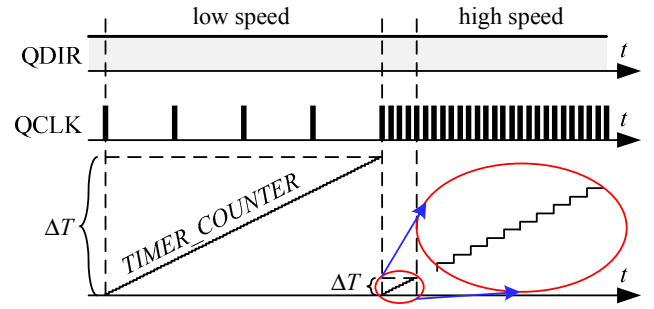 low speed
high speed
QDIR
t
QCLK
t
ΔT
TIMER_COUNTER
ΔT
t